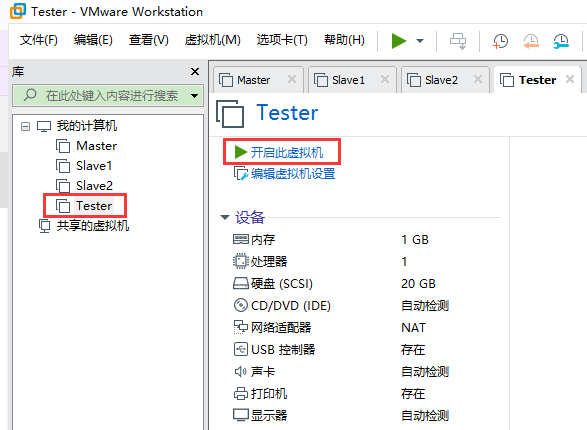 Tester - VMware Workstation
文件(F) 编辑(E) 查看(V) 虚拟机(M) 选项卡(T) 帮助(H)
库
在此处键入内容进行搜索
我的计算机
Master
Slave1
Slave2
Tester
共享的虚拟机
Master Slave1 Slave2 Tester
Tester
开启此虚拟机
编辑虚拟机设置
设备
内存 1 GB
处理器 1
硬盘 (SCSI) 20 GB
CD/DVD (IDE) 自动检测
网络适配器 NAT
USB 控制器 存在
声卡 自动检测
打印机 存在
显示器 自动检测